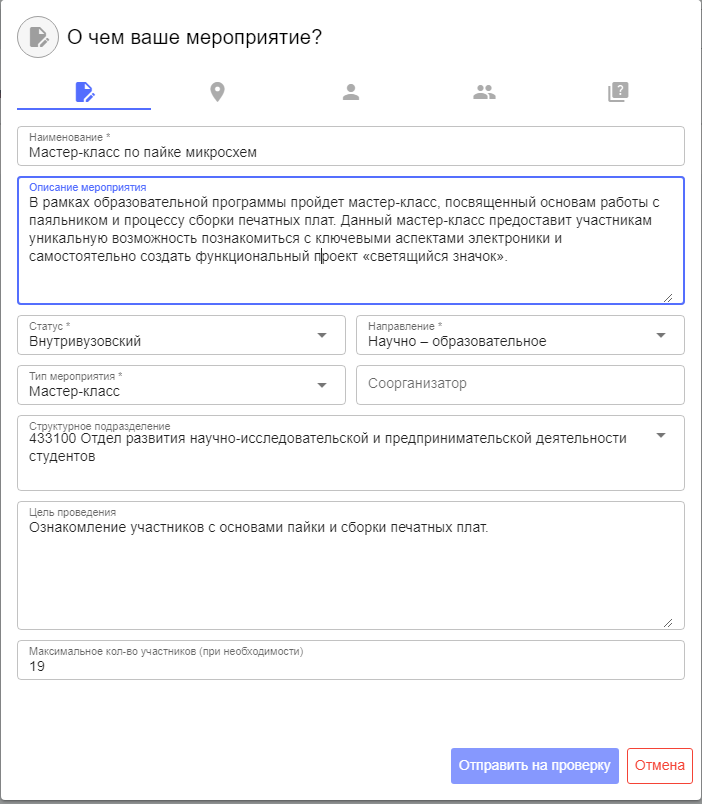 О чем ваше мероприятие?
Наименование *
Мастер-класс по пайке микросхем
Описание мероприятия
В рамках образовательной программы пройдет мастер-класс, посвященный основам работы с
паяльником и процессу сборки печатных плат. Данный мастер-класс предоставит участникам
уникальную возможность познакомиться с ключевыми аспектами электроники и
самостоятельно создать функциональный проект «светящийся значок».
Статус *
Внутривузовский
Направление *
Научно – образовательное
Тип мероприятия *
Мастер-класс
Соорганизатор
Структурное подразделение
433100 Отдел развития научно-исследовательской и предпринимательской деятельности
студентов
Цель проведения
Ознакомление участников с основами пайки и сборки печатных плат.
Максимальное кол-во участников (при необходимости)
19
Отправить на проверку
Отмена